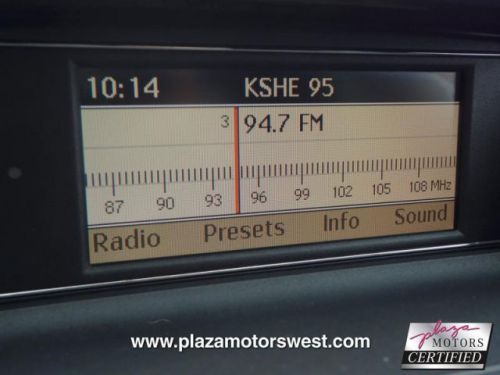 10:14 KSHE 95
3 94.7 FM
87 90 93 96 99 102 105 108 MHz
Radio Presets Info Sound
www.plazamotorswest.com
plaza
MOTORS
CERTIFIED